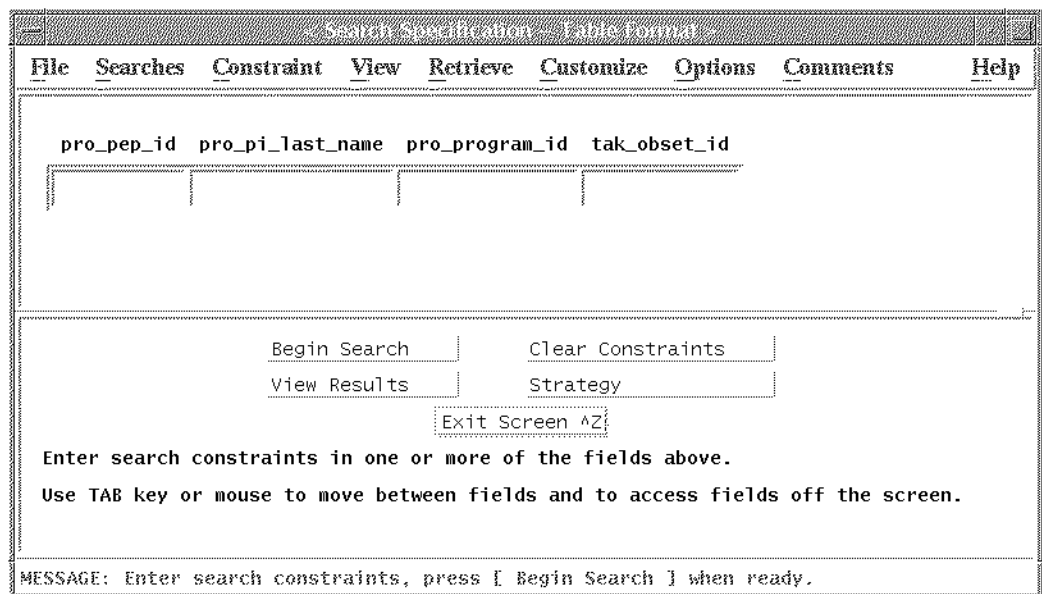 < Search Specification -- Table Format >
File Searches Constraint View Retrieve Customize Options Comments Help
pro_pep_id pro_pi_last_name pro_program_id tak_obset_id
Begin Search Clear Constraints
View Results Strategy
Exit Screen ^Z
Enter search constraints in one or more of the fields above.
Use TAB key or mouse to move between fields and to access fields off the screen.
MESSAGE: Enter search constraints, press [ Begin Search ] when ready.